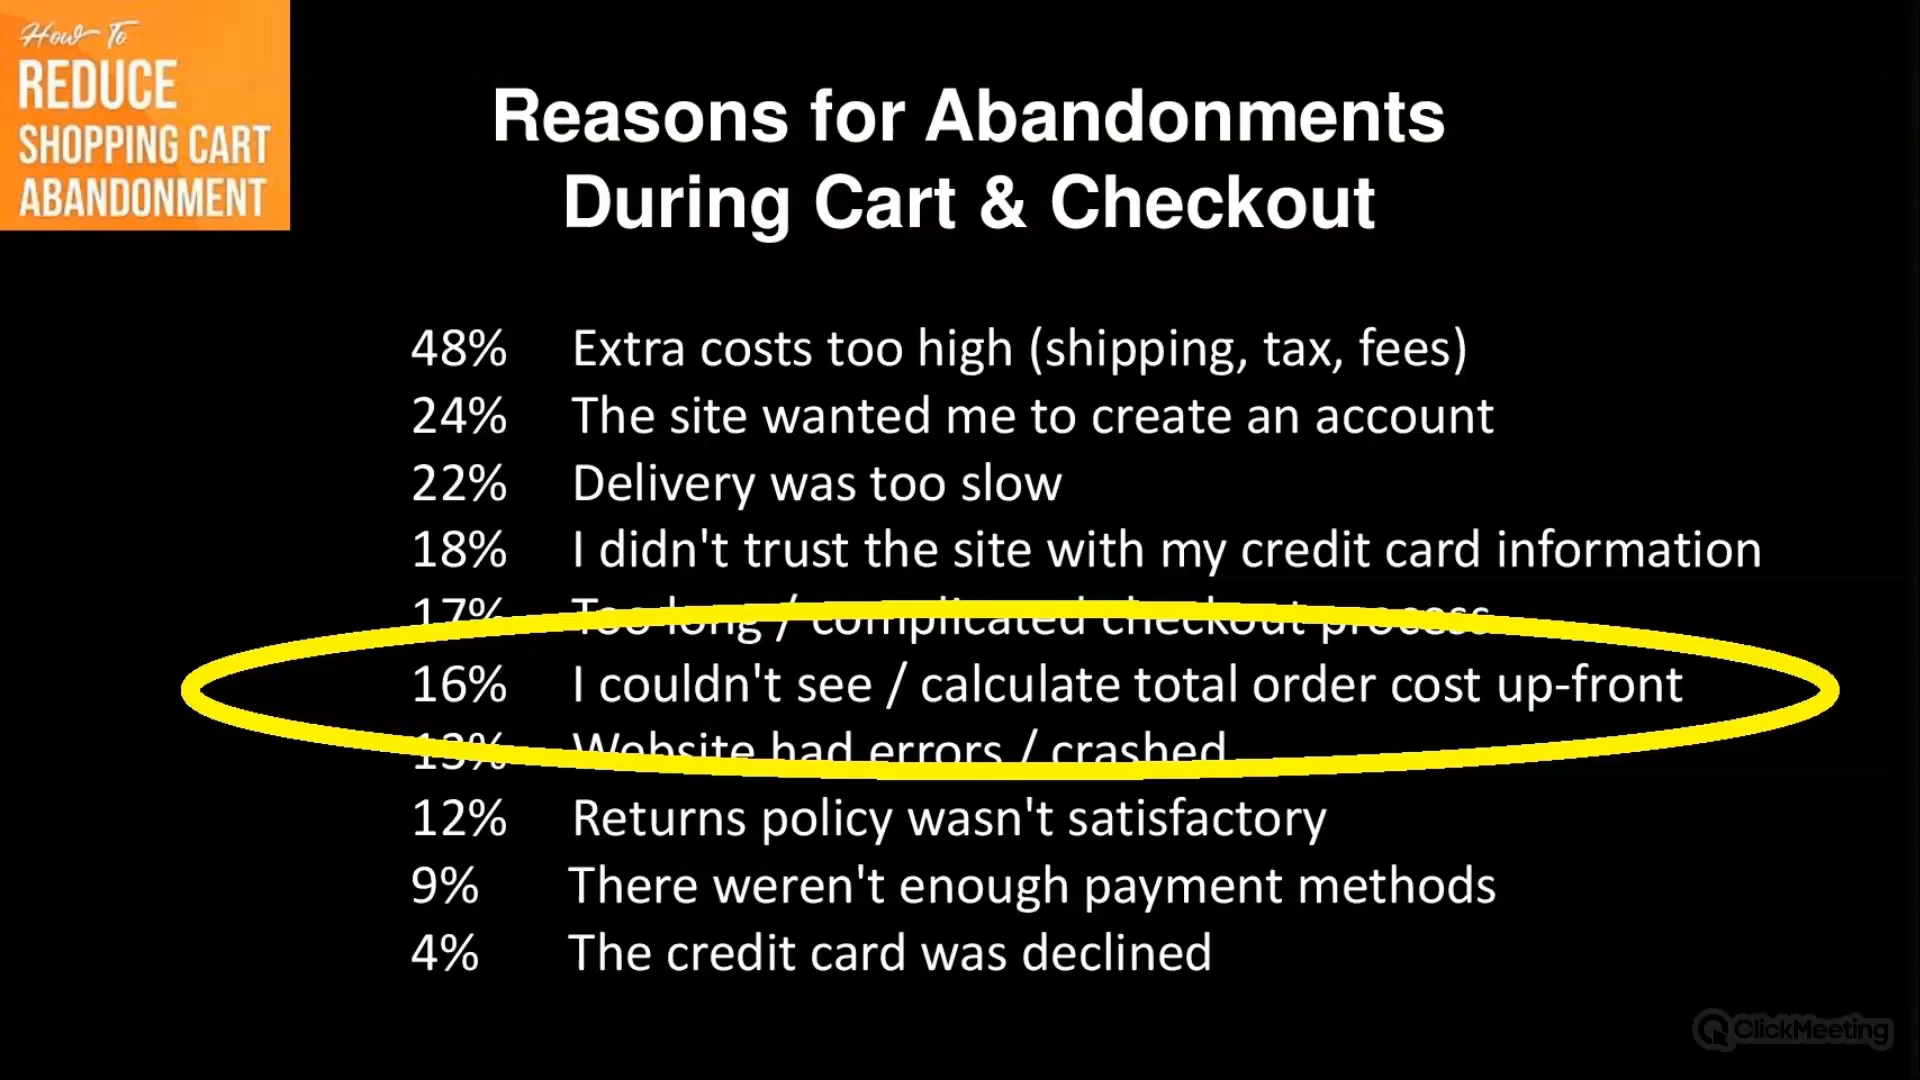 How To
REDUCE
SHOPPING CART
ABANDONMENT
Reasons for Abandonments
During Cart & Checkout
48% Extra costs too high (shipping, tax, fees)
24% The site wanted me to create an account
22% Delivery was too slow
18% I didn't trust the site with my credit card information
17% Too long / complicated checkout process
16% I couldn't see / calculate total order cost up-front
13% Website had errors / crashed
12% Returns policy wasn't satisfactory
9% There weren't enough payment methods
4% The credit card was declined
ClickMeeting